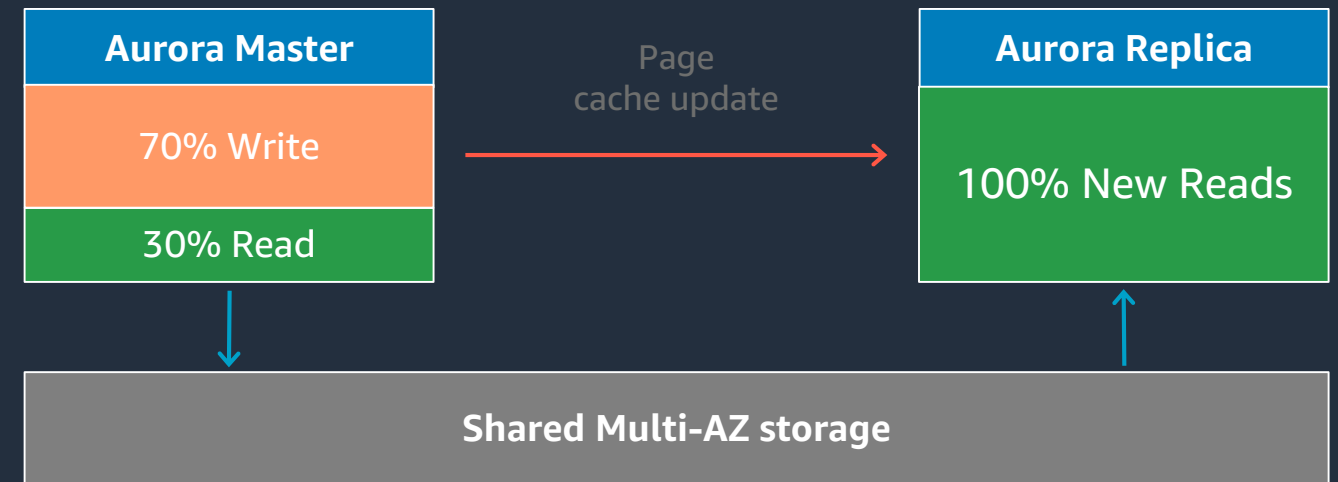 Aurora Master
70% Write
30% Read
Page
cache update
Aurora Replica
100% New Reads
Shared Multi-AZ storage